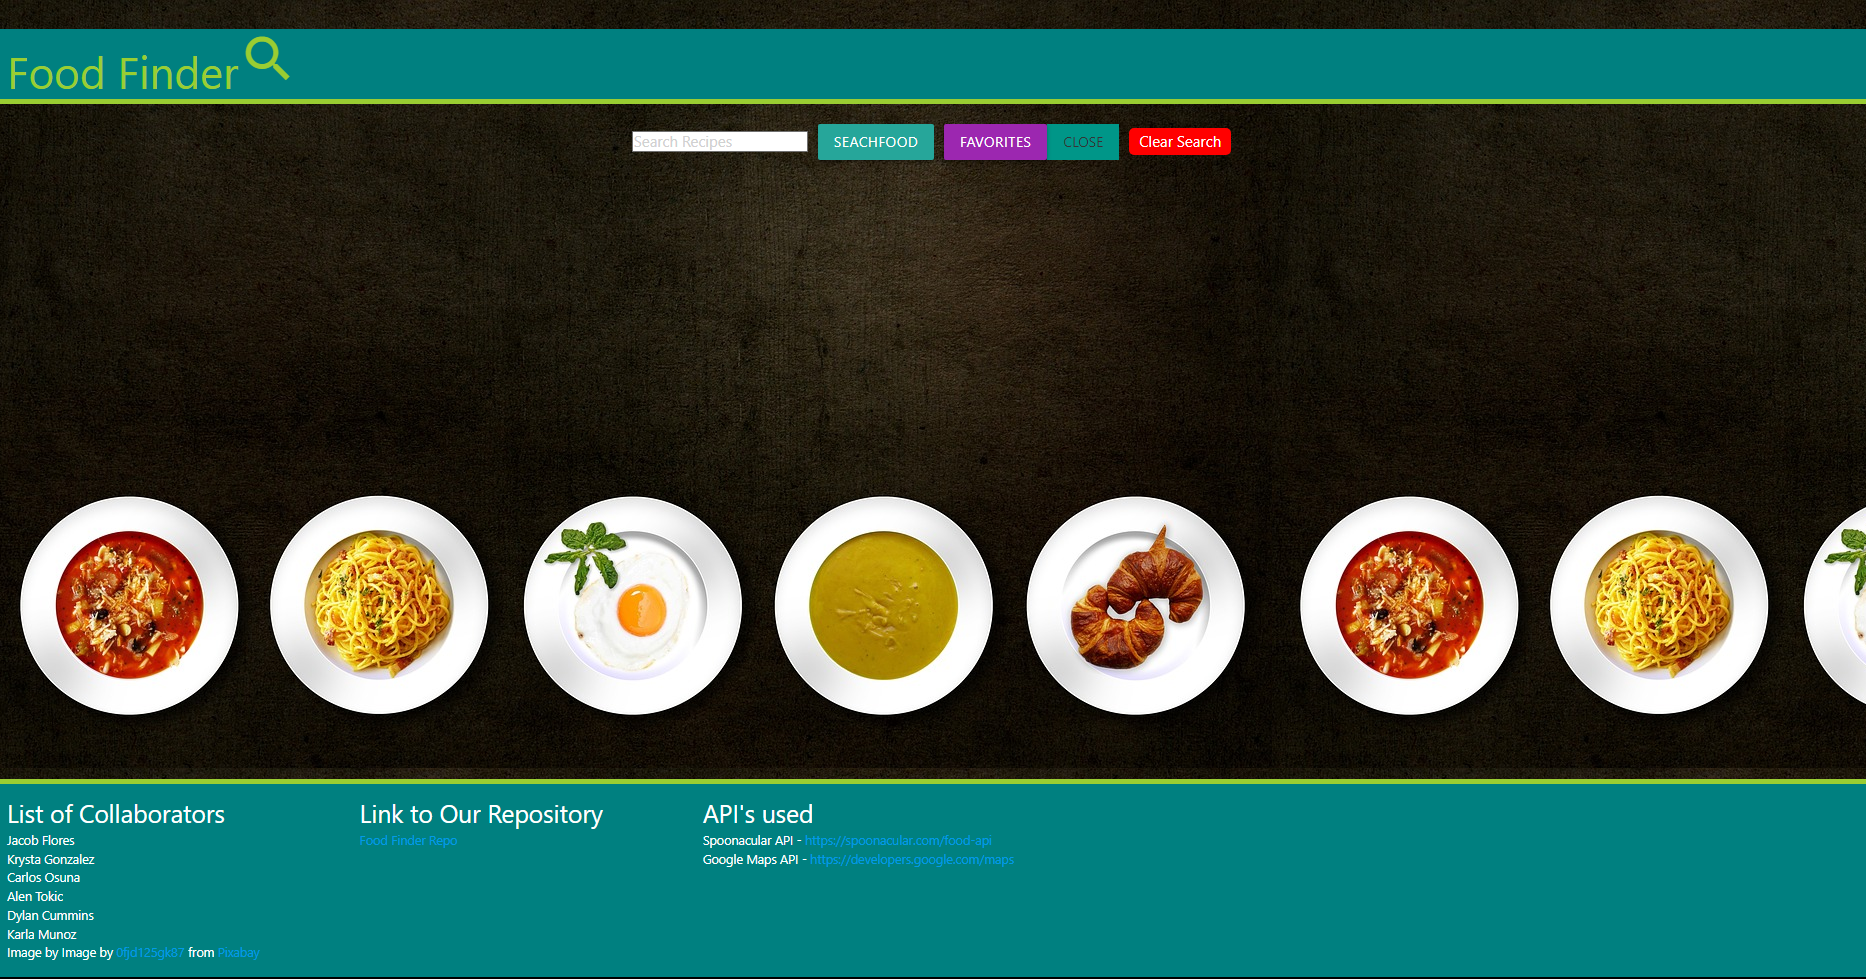 Food Finder
Search Recipes
SEACHFOOD
FAVORITES
CLOSE
Clear Search
List of Collaborators
Jacob Flores
Krysta Gonzalez
Carlos Osuna
Alen Tokic
Dylan Cummins
Karla Munoz
Image by Image by 0fjd125gk87 from Pixabay
Link to Our Repository
Food Finder Repo
API's used
Spoonacular API - https://spoonacular.com/food-api
Google Maps API - https://developers.google.com/maps